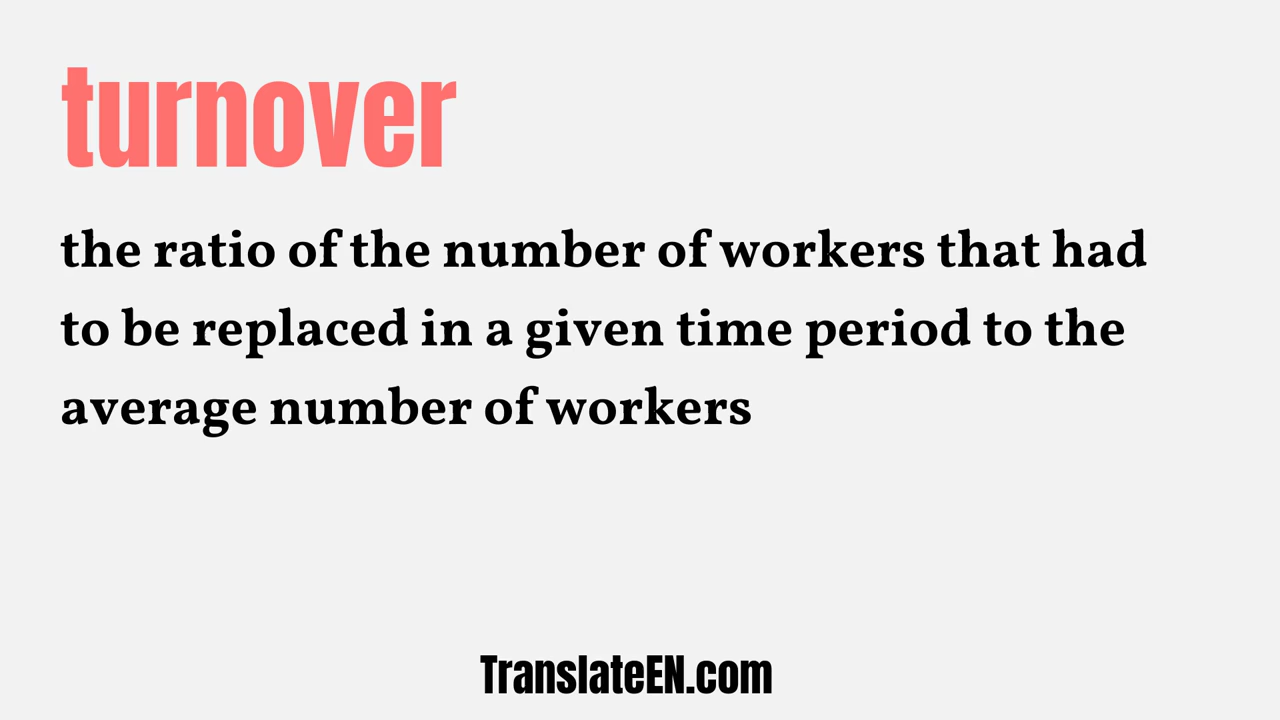 turnover
the ratio of the number of workers that had
to be replaced in a given time period to the
average number of workers
TranslateEN.com